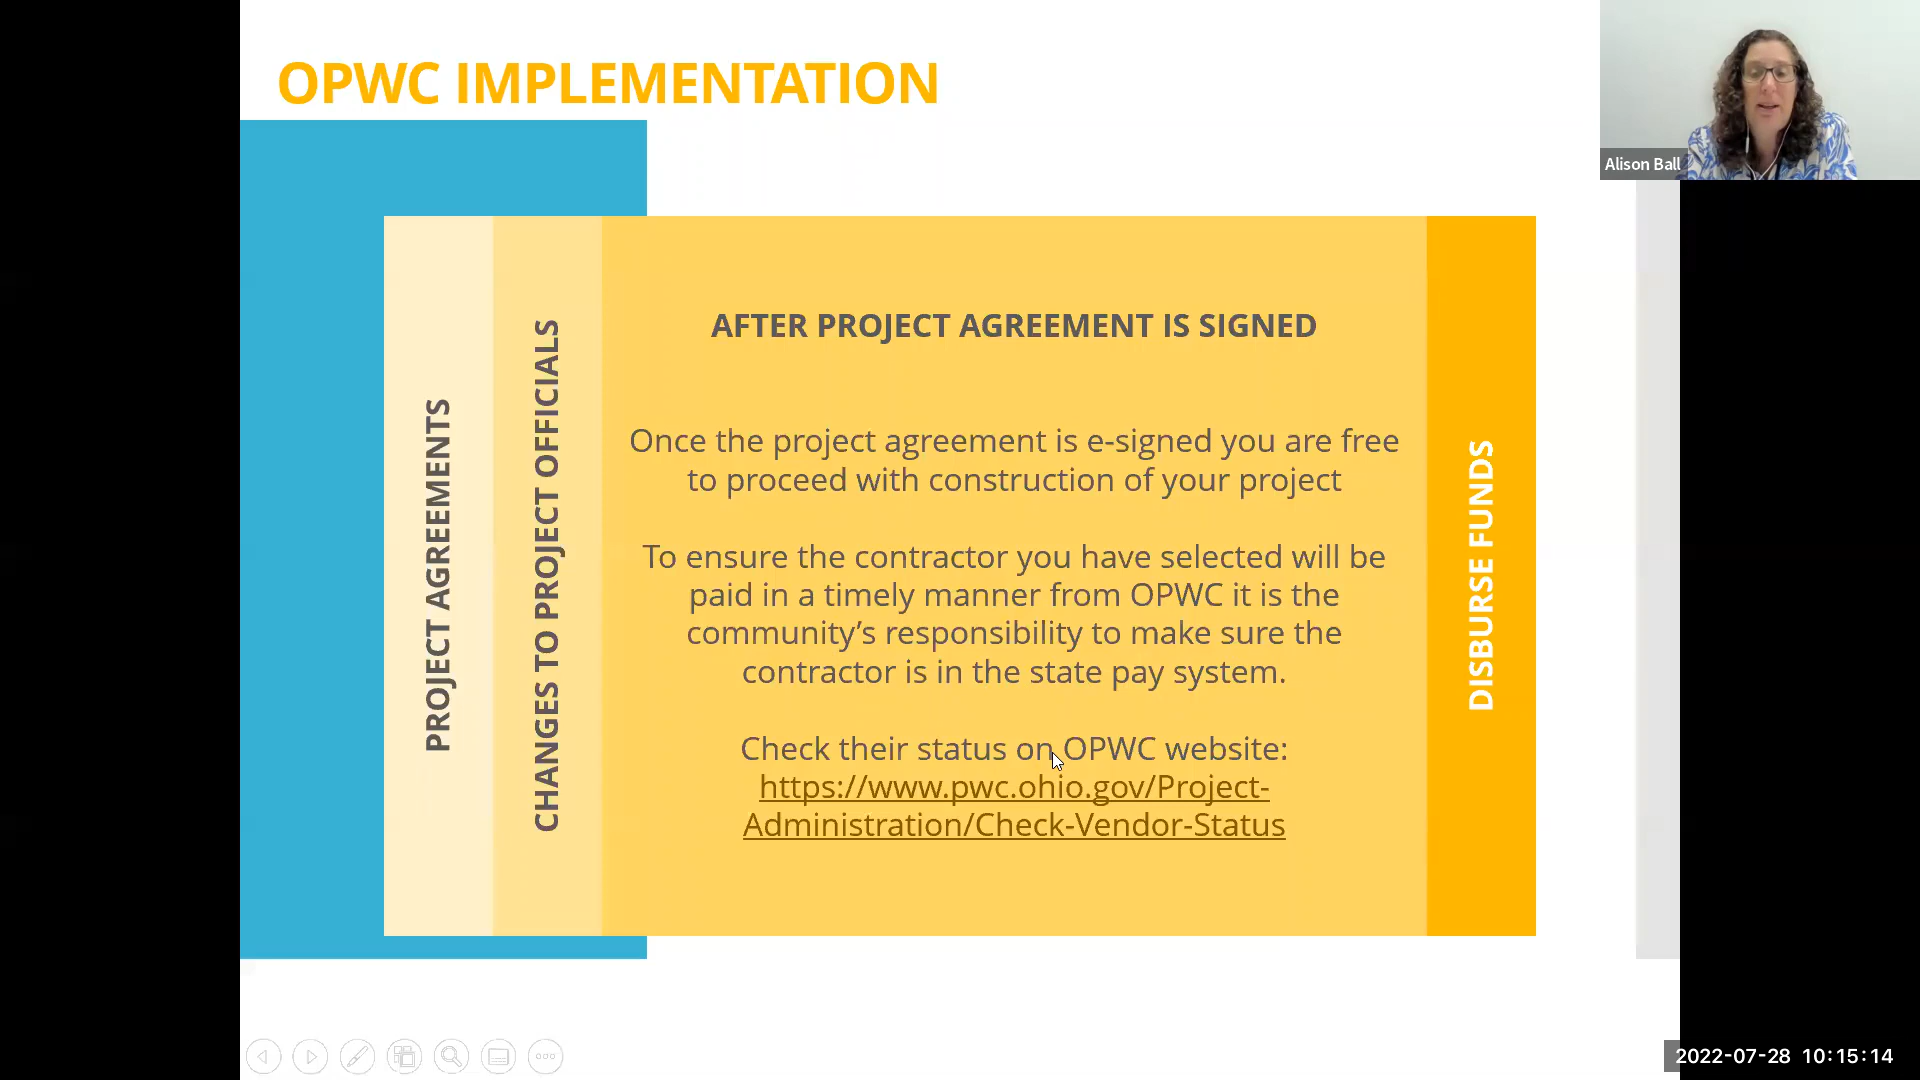 OPWC IMPLEMENTATION
Alison Ball
PROJECT AGREEMENTS
CHANGES TO PROJECT OFFICIALS
AFTER PROJECT AGREEMENT IS SIGNED
Once the project agreement is e-signed you are free
to proceed with construction of your project
To ensure the contractor you have selected will be
paid in a timely manner from OPWC it is the
community’s responsibility to make sure the
contractor is in the state pay system.
Check their status on OPWC website:
https://www.pwc.ohio.gov/Project-
Administration/Check-Vendor-Status
DISBURSE FUNDS
2022-07-28 10:15:14